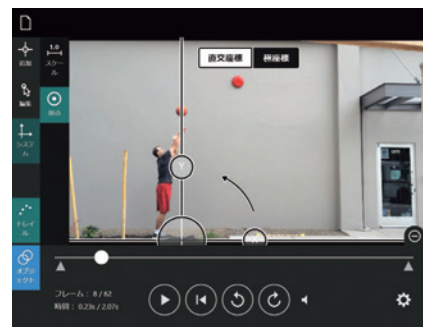 1.0
追加
スケール
編集
原点
システム
トレイル
オブジェクト
直交座標
極座標
Y
フレーム : 8 / 62
時間 : 0.23s / 2.07s